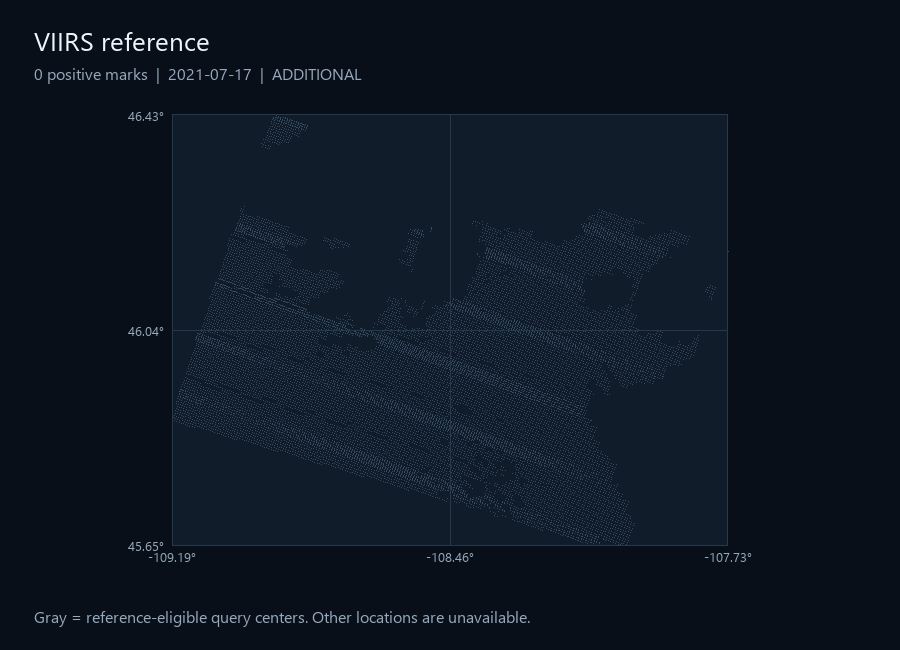 VIIRS reference
0 positive marks | 2021-07-17 | ADDITIONAL
46.43°
46.04°
45.65°
-109.19°
-108.46°
-107.73°
Gray = reference-eligible query centers. Other locations are unavailable.